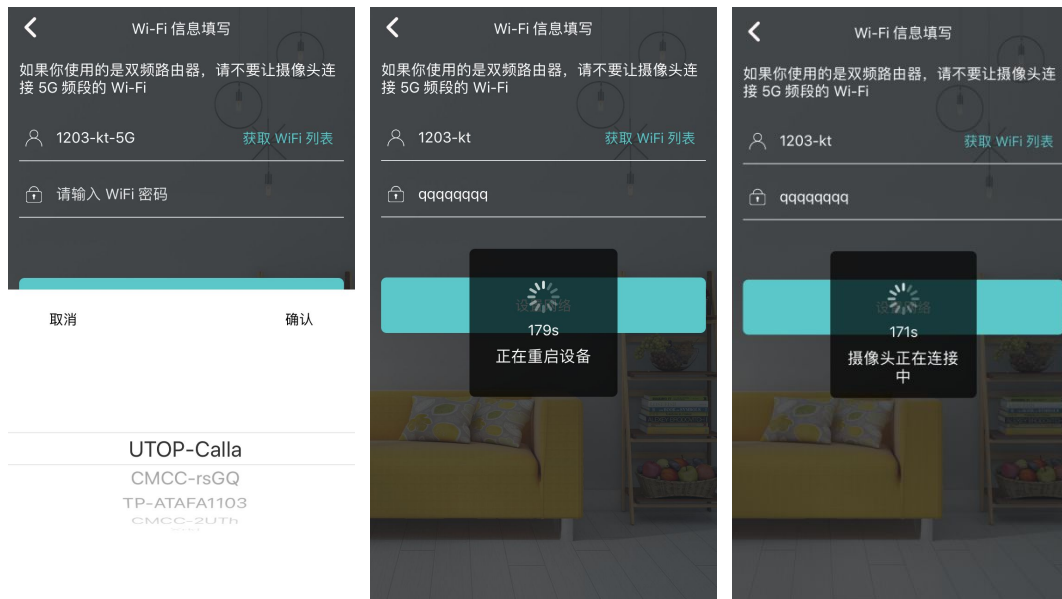 Wi-Fi 信息填写
如果你使用的是双频路由器，请不要让摄像头连
接 5G 频段的 Wi-Fi
1203-kt-5G
获取 WiFi 列表
请输入 WiFi 密码
取消
确认
UTOP-Calla
CMCC-rsGQ
TP-ATAFA1103
CMCC-2UTh
Wi-Fi 信息填写
如果你使用的是双频路由器，请不要让摄像头连
接 5G 频段的 Wi-Fi
1203-kt
获取 WiFi 列表
qqqqqqqq
设置网络
179s
正在重启设备
Wi-Fi 信息填写
如果你使用的是双频路由器，请不要让摄像头连
接 5G 频段的 Wi-Fi
1203-kt
获取 WiFi 列表
qqqqqqqq
设置网络
171s
摄像头正在连接
中